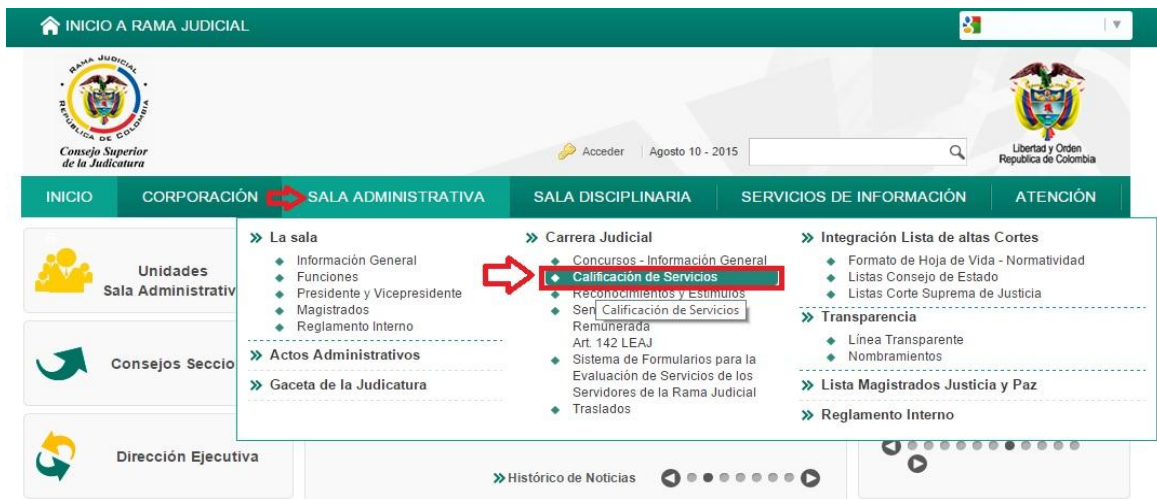 INICIO A RAMA JUDICIAL
RAMA JUDICIAL
REPÚBLICA DE COLOMBIA
Consejo Superior
de la Judicatura
Acceder
Agosto 10 - 2015
Libertad y Orden
Republica de Colombia
INICIO
CORPORACIÓN
SALA ADMINISTRATIVA
SALA DISCIPLINARIA
SERVICIOS DE INFORMACIÓN
ATENCIÓN
Unidades
Sala Administrativ
Consejos Seccio
Dirección Ejecutiva
La sala
Información General
Funciones
Presidente y Vicepresidente
Magistrados
Reglamento Interno
Actos Administrativos
Gaceta de la Judicatura
Carrera Judicial
Concursos - Información General
Calificación de Servicios
Reconocimientos y Estímulos
Sen
Calificación de Servicios
Remunerada
Art. 142 LEAJ
Sistema de Formularios para la
Evaluación de Servicios de los
Servidores de la Rama Judicial
Traslados
Integración Lista de altas Cortes
Formato de Hoja de Vida - Normatividad
Listas Consejo de Estado
Listas Corte Suprema de Justicia
Transparencia
Línea Transparente
Nombramientos
Lista Magistrados Justicia y Paz
Reglamento Interno
Histórico de Noticias